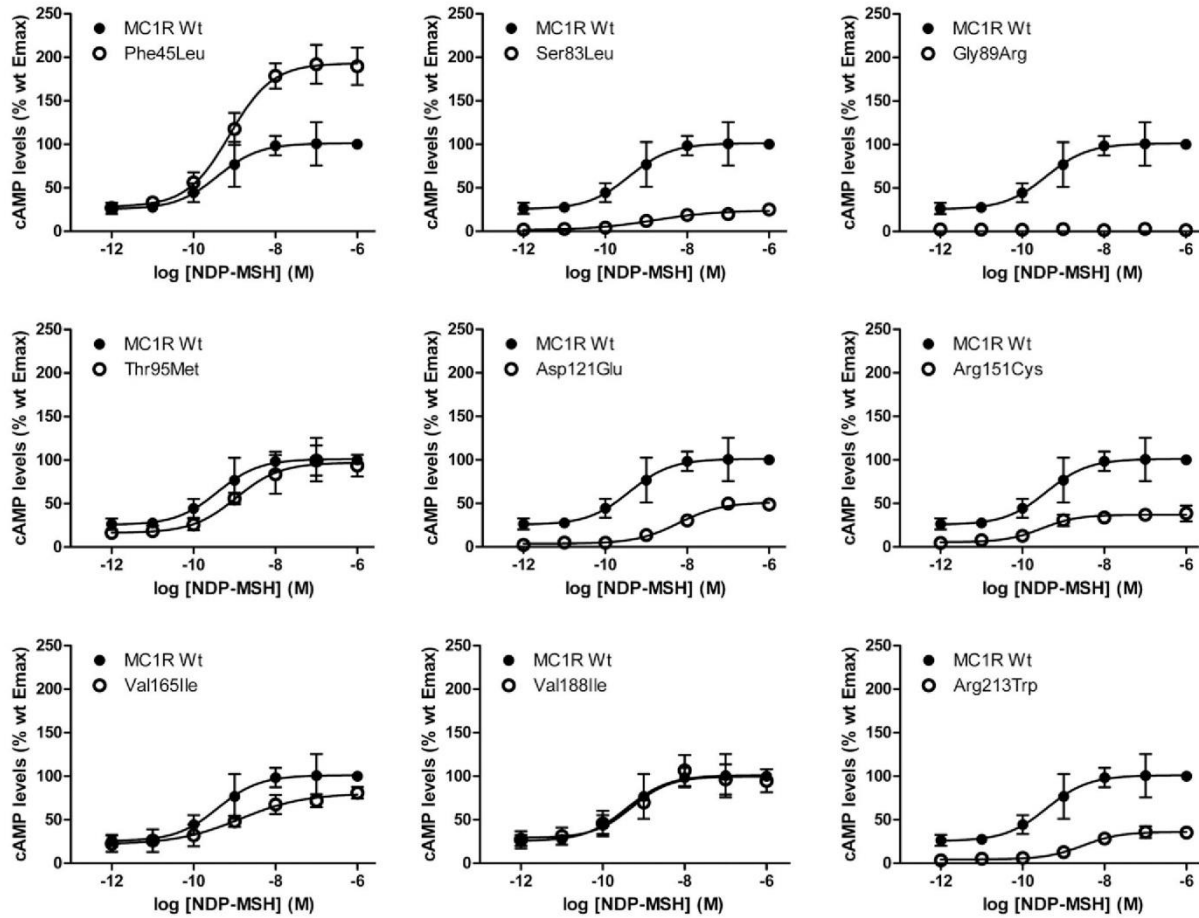 MC1R Wt
Phe45Leu
cAMP levels (% wt Emax)
250
200
150
100
50
0
-12 -10 -8 -6
log [NDP-MSH] (M)
MC1R Wt
Ser83Leu
cAMP levels (% wt Emax)
250
200
150
100
50
0
-12 -10 -8 -6
log [NDP-MSH] (M)
MC1R Wt
Gly89Arg
cAMP levels (% wt Emax)
250
200
150
100
50
0
-12 -10 -8 -6
log [NDP-MSH] (M)
MC1R Wt
Thr95Met
cAMP levels (% wt Emax)
250
200
150
100
50
0
-12 -10 -8 -6
log [NDP-MSH] (M)
MC1R Wt
Asp121Glu
cAMP levels (% wt Emax)
250
200
150
100
50
0
-12 -10 -8 -6
log [NDP-MSH] (M)
MC1R Wt
Arg151Cys
cAMP levels (% wt Emax)
250
200
150
100
50
0
-12 -10 -8 -6
log [NDP-MSH] (M)
MC1R Wt
Val165Ile
cAMP levels (% wt Emax)
250
200
150
100
50
0
-12 -10 -8 -6
log [NDP-MSH] (M)
MC1R Wt
Val188Ile
cAMP levels (% wt Emax)
250
200
150
100
50
0
-12 -10 -8 -6
log [NDP-MSH] (M)
MC1R Wt
Arg213Trp
cAMP levels (% wt Emax)
250
200
150
100
50
0
-12 -10 -8 -6
log [NDP-MSH] (M)